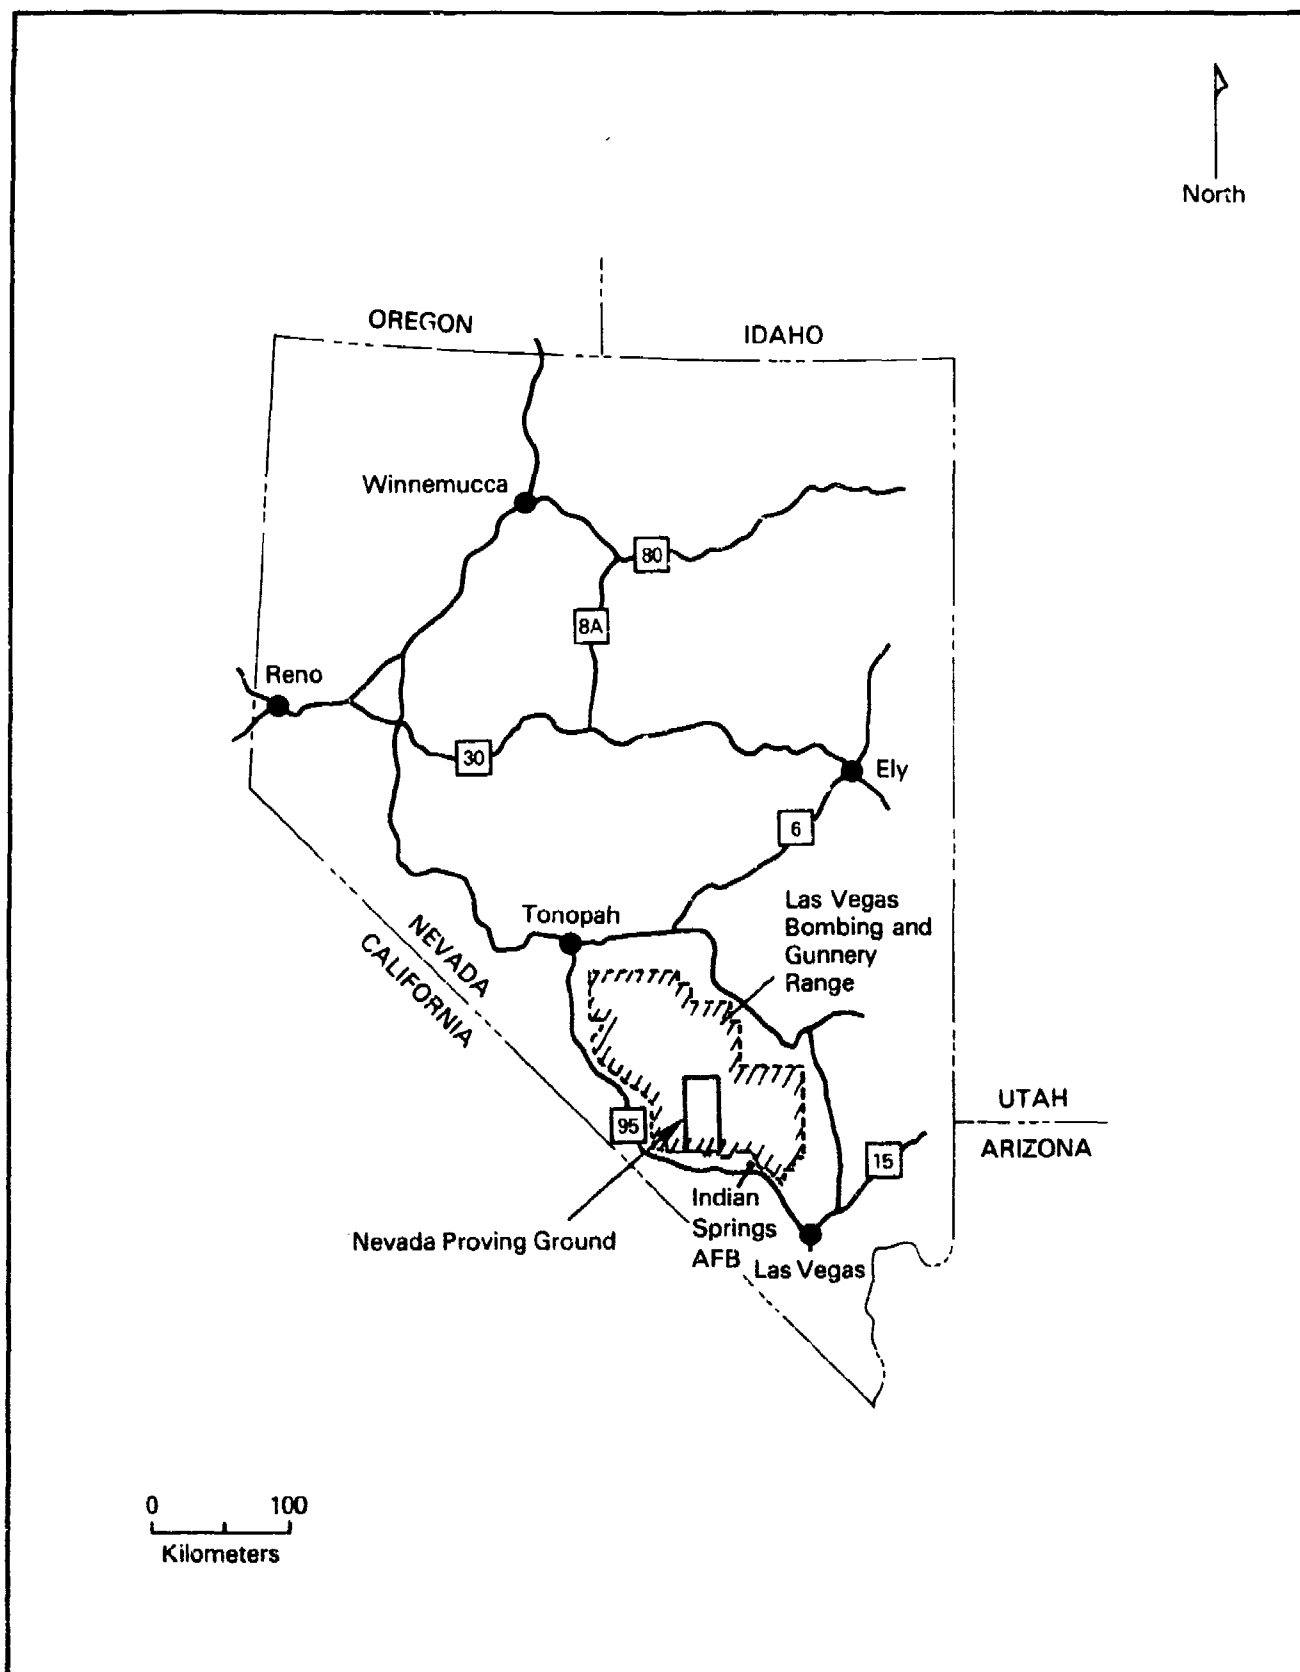 North
OREGON
IDAHO
Winnemucca
80
8A
Reno
30
Ely
6
Las Vegas
Bombing and
Gunnery
Range
Tonopah
NEVADA
CALIFORNIA
UTAH
95
ARIZONA
15
Indian
Springs
AFB
Nevada Proving Ground
Las Vegas
0 100
Kilometers